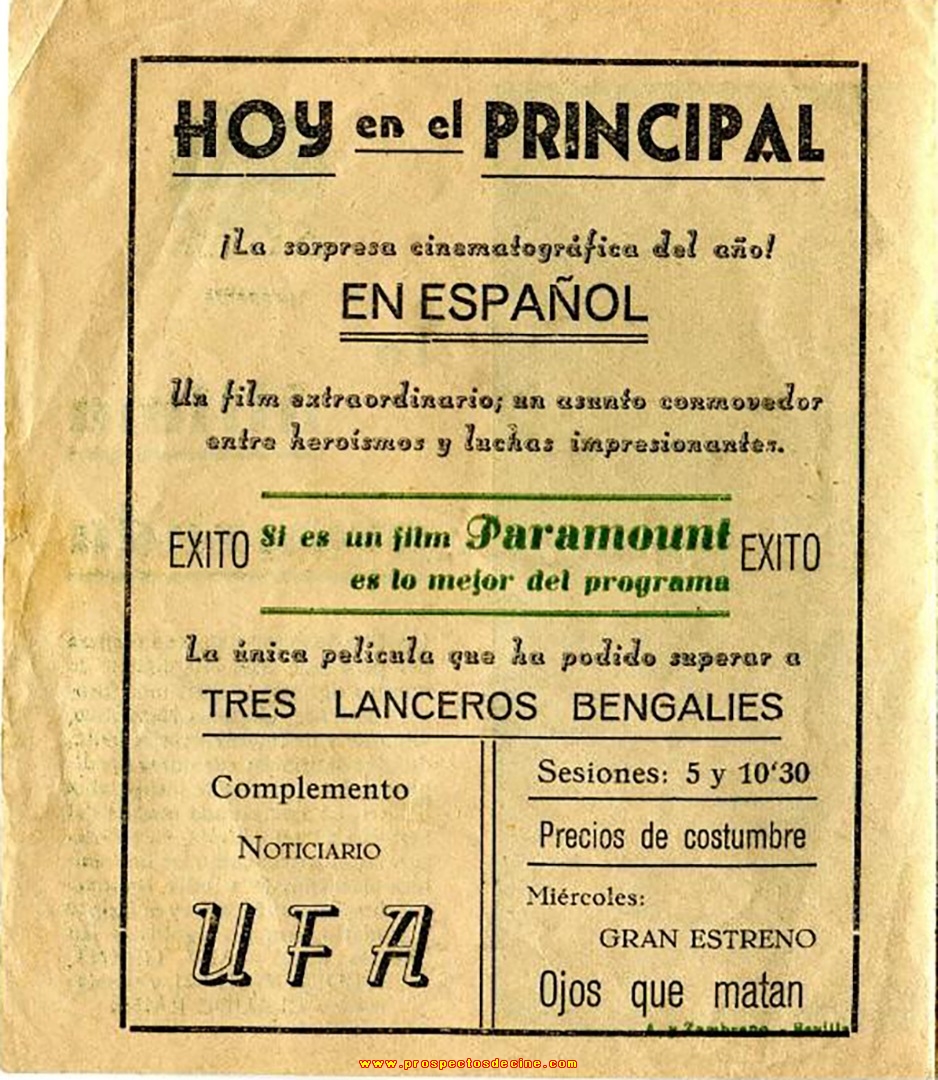 HOY en el PRINCIPAL
¡La sorpresa cinematográfica del año!
EN ESPAÑOL
Un film extraordinario; un asunto conmovedor
entre heroísmos y luchas impresionantes.
EXITO Si es un film Paramount EXITO
es lo mejor del programa
La única película que ha podido superar a
TRES LANCEROS BENGALIES
Complemento
NOTICIARIO
UFA
Sesiones: 5 y 10'30
Precios de costumbre
Miércoles:
GRAN ESTRENO
Ojos que matan
A. y Zambrano - Sevilla
www.prospectosdecine.com